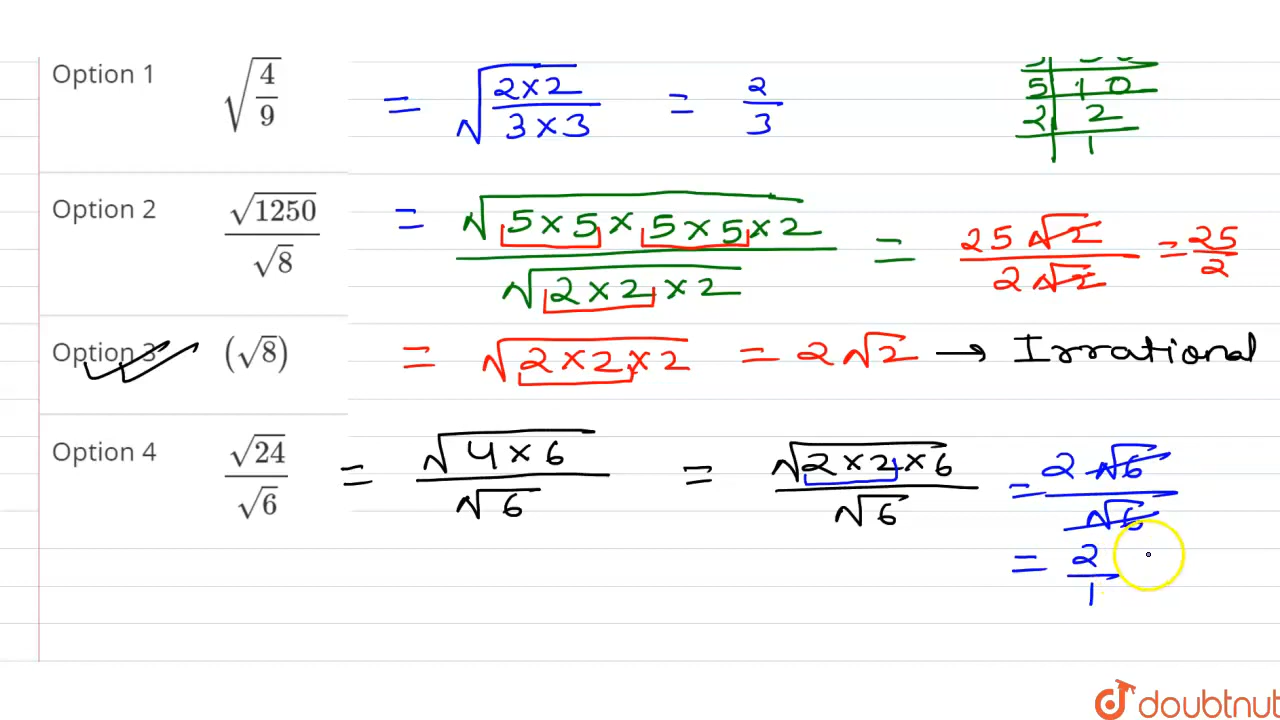 5 | 10
2 | 2
1
Option 1 √(4/9) = √((2×2)/(3×3)) = 2/3
Option 2 √1250/√8 = √(5×5×5×5×2)/√(2×2×2) = 25√2/2√2 = 25/2
Option 3 (√8) = √(2×2×2) = 2√2 → Irrational
Option 4 √24/√6 = √(4×6)/√6 = √(2×2×6)/√6 = 2√6/√6
= 2/1
doubtnut